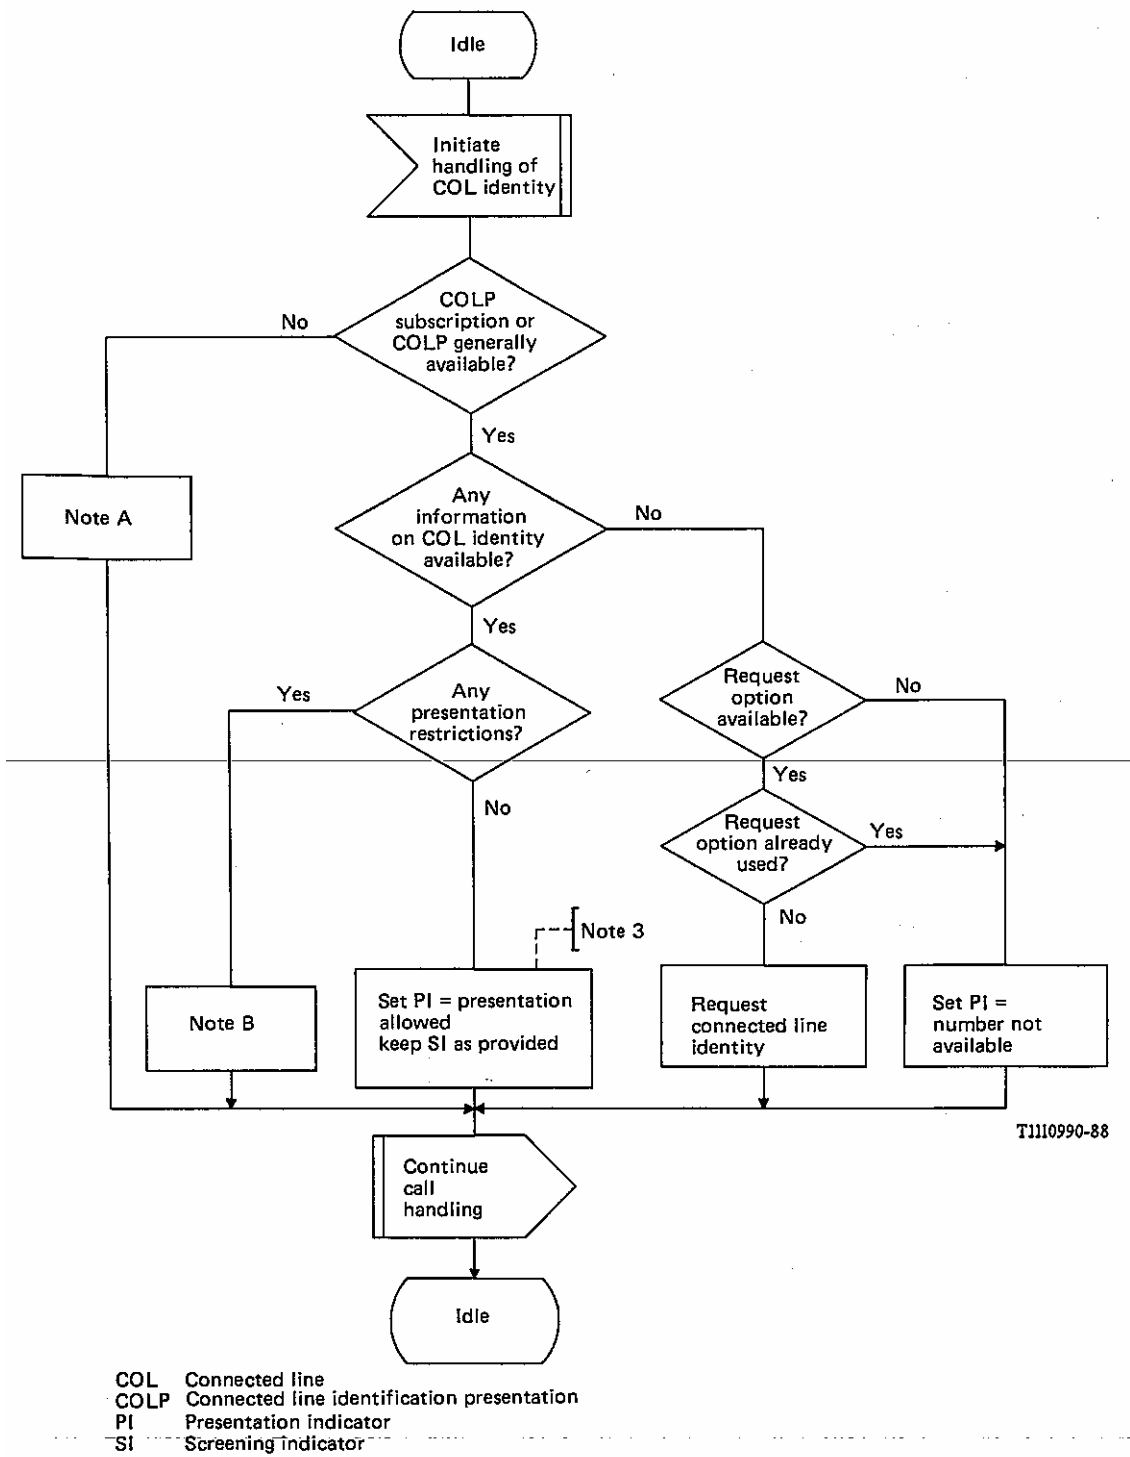 Idle
Initiate
handling of
COL identity
COLP
subscription or
COLP generally
available?
No
Yes
Note A
Any
information
on COL identity
available?
No
Yes
Any
presentation
restrictions?
Yes
No
Request
option
available?
No
Yes
Request
option already
used?
Yes
No
Note 3
Note B
Set PI = presentation
allowed
keep SI as provided
Request
connected line
identity
Set PI =
number not
available
T1110990-88
Continue
call
handling
Idle
COL Connected line
COLP Connected line identification presentation
PI Presentation indicator
SI Screening indicator